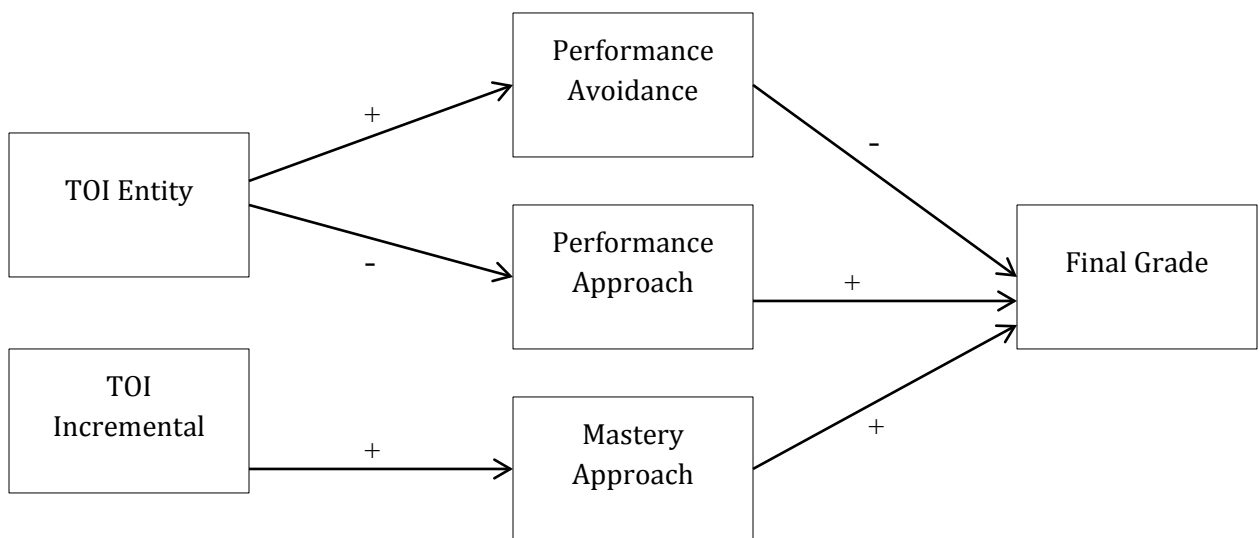 Performance
Avoidance
+
-
TOI Entity
Performance
Approach
-
+
Final Grade
TOI
Incremental
+
Mastery
Approach
+